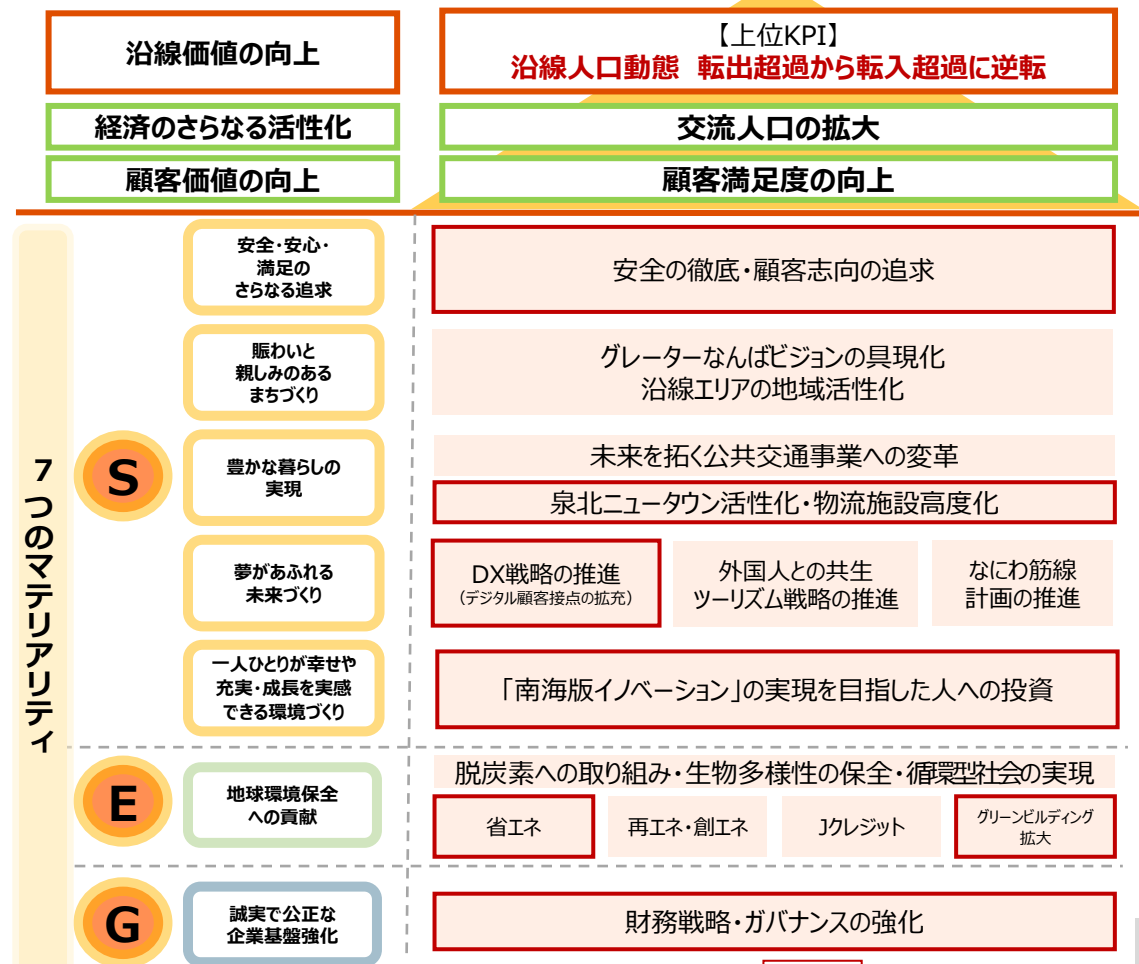 沿線価値の向上
【上位KPI】
沿線人口動態 転出超過から転入超過に逆転
経済のさらなる活性化
交流人口の拡大
顧客価値の向上
顧客満足度の向上
7つのマテリアリティ
S
安全・安心・
満足の
さらなる追求
安全の徹底・顧客志向の追求
賑わいと
親しみのある
まちづくり
グレーターなんばビジョンの具現化
沿線エリアの地域活性化
豊かな暮らしの
実現
未来を拓く公共交通事業への変革
泉北ニュータウン活性化・物流施設高度化
夢があふれる
未来づくり
DX戦略の推進
（デジタル顧客接点の拡充）
外国人との共生
ツーリズム戦略の推進
なにわ筋線
計画の推進
一人ひとりが幸せや
充実・成長を実感
できる環境づくり
「南海版イノベーション」の実現を目指した人への投資
E
地球環境保全
への貢献
脱炭素への取り組み・生物多様性の保全・循環型社会の実現
省エネ
再エネ・創エネ
Jクレジット
グリーンビルディング
拡大
G
誠実で公正な
企業基盤強化
財務戦略・ガバナンスの強化